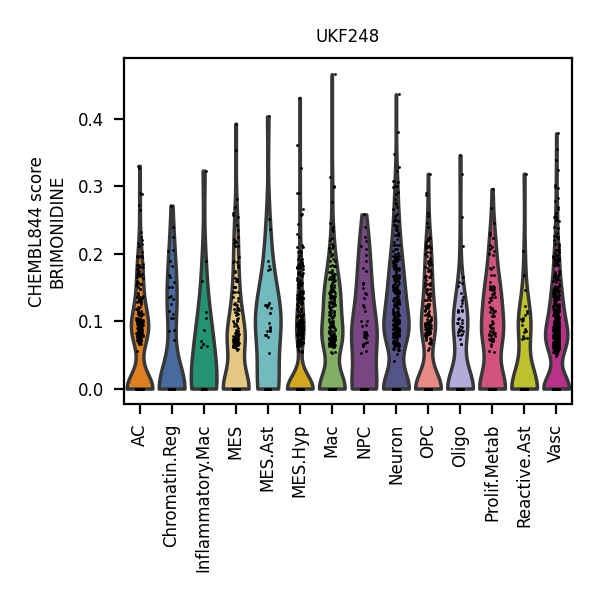 UKF248
CHEMBL844 score
BRIMONIDINE
0.4
0.3
0.2
0.1
0.0
AC
Chromatin.Reg
Inflammatory.Mac
MES
MES.Ast
MES.Hyp
Mac
NPC
Neuron
OPC
Oligo
Prolif.Metab
Reactive.Ast
Vasc